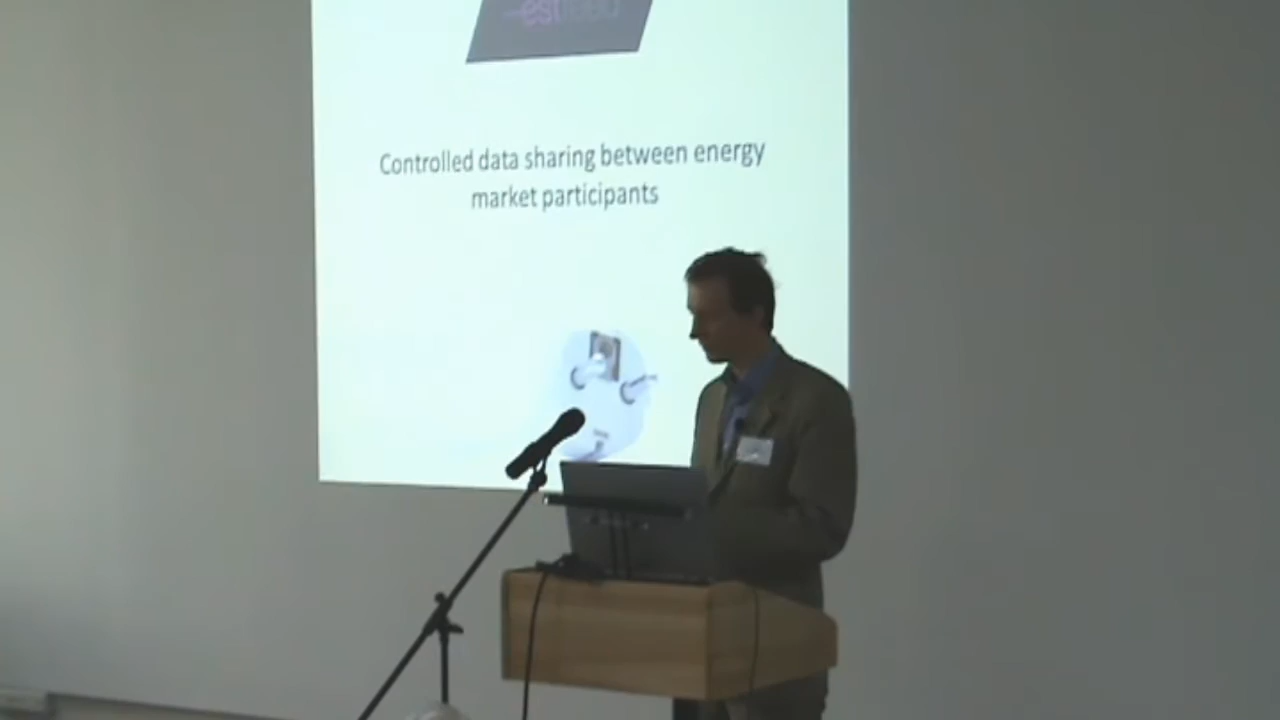 Controlled data sharing between energy
market participants